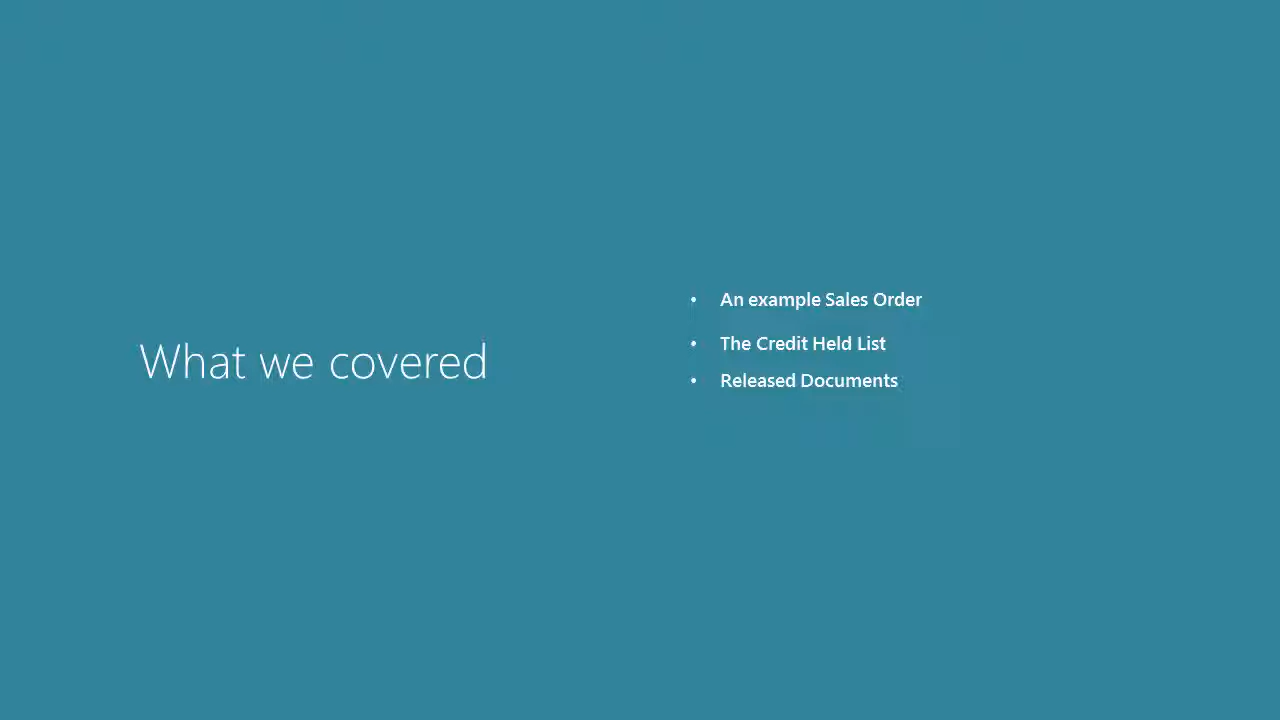 What we covered
• An example Sales Order
• The Credit Held List
• Released Documents